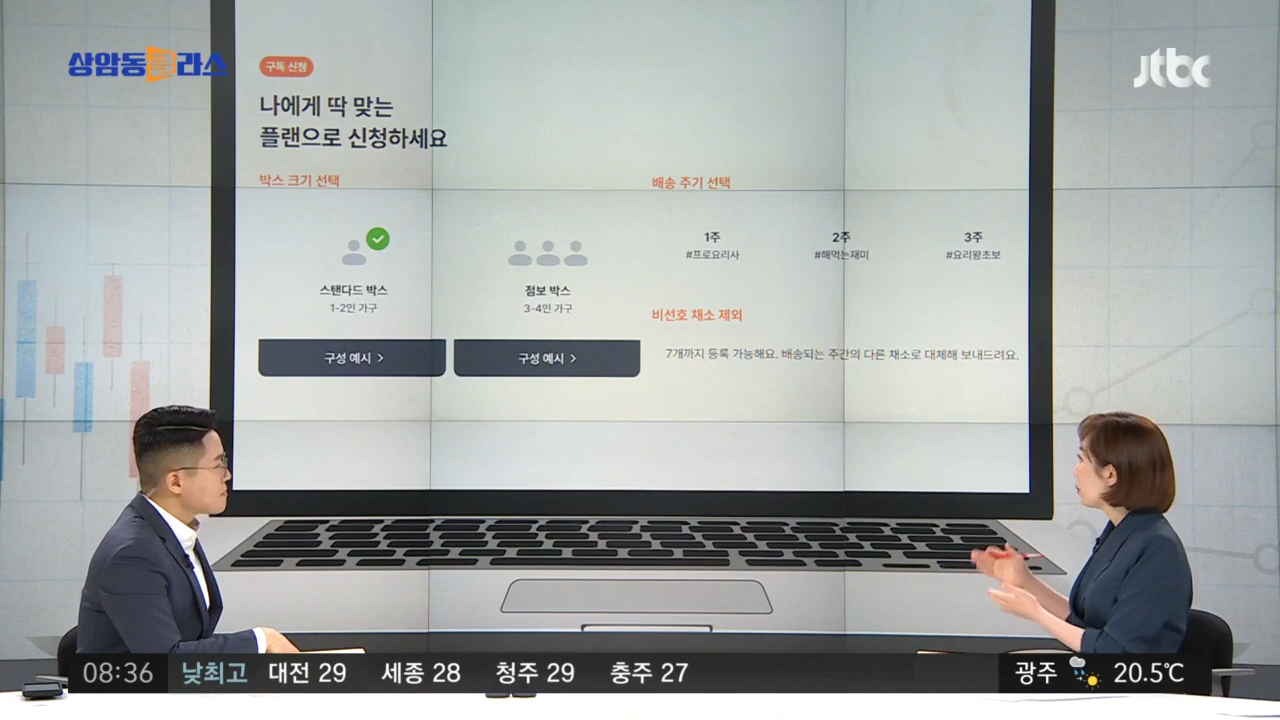 상암동클라스
jtbc
구독 신청
나에게 딱 맞는
플랜으로 신청하세요
박스 크기 선택
스탠다드 박스
1-2인 가구
구성 예시 >
점보 박스
3-4인 가구
구성 예시 >
배송 주기 선택
1주
#프로요리사
2주
#해먹는재미
3주
#요리왕초보
비선호 채소 제외
7개까지 등록 가능해요. 배송되는 주간의 다른 채소로 대체해 보내드려요.
08:36 낮최고 대전 29 세종 28 청주 29 충주 27 광주 20.5℃